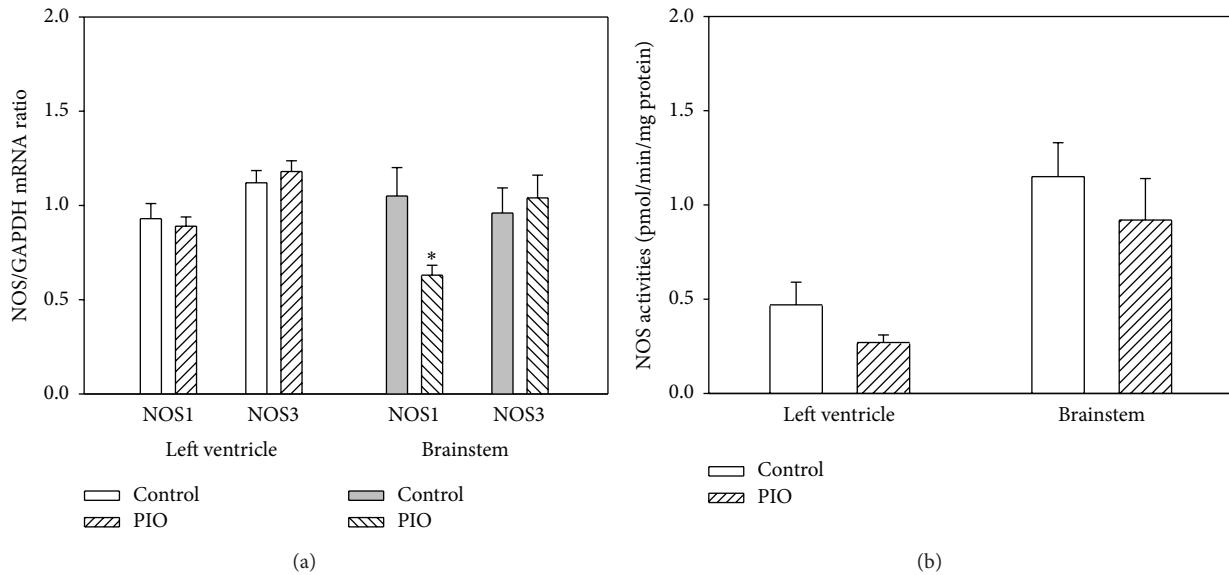 NOS/GAPDH mRNA ratio
2.0
1.5
1.0
0.5
0.0
*
NOS1 NOS3 NOS1 NOS3
Left ventricle Brainstem
Control Control
PIO PIO
(a)
NOS activities (pmol/min/mg protein)
2.0
1.5
1.0
0.5
0.0
Left ventricle Brainstem
Control
PIO
(b)